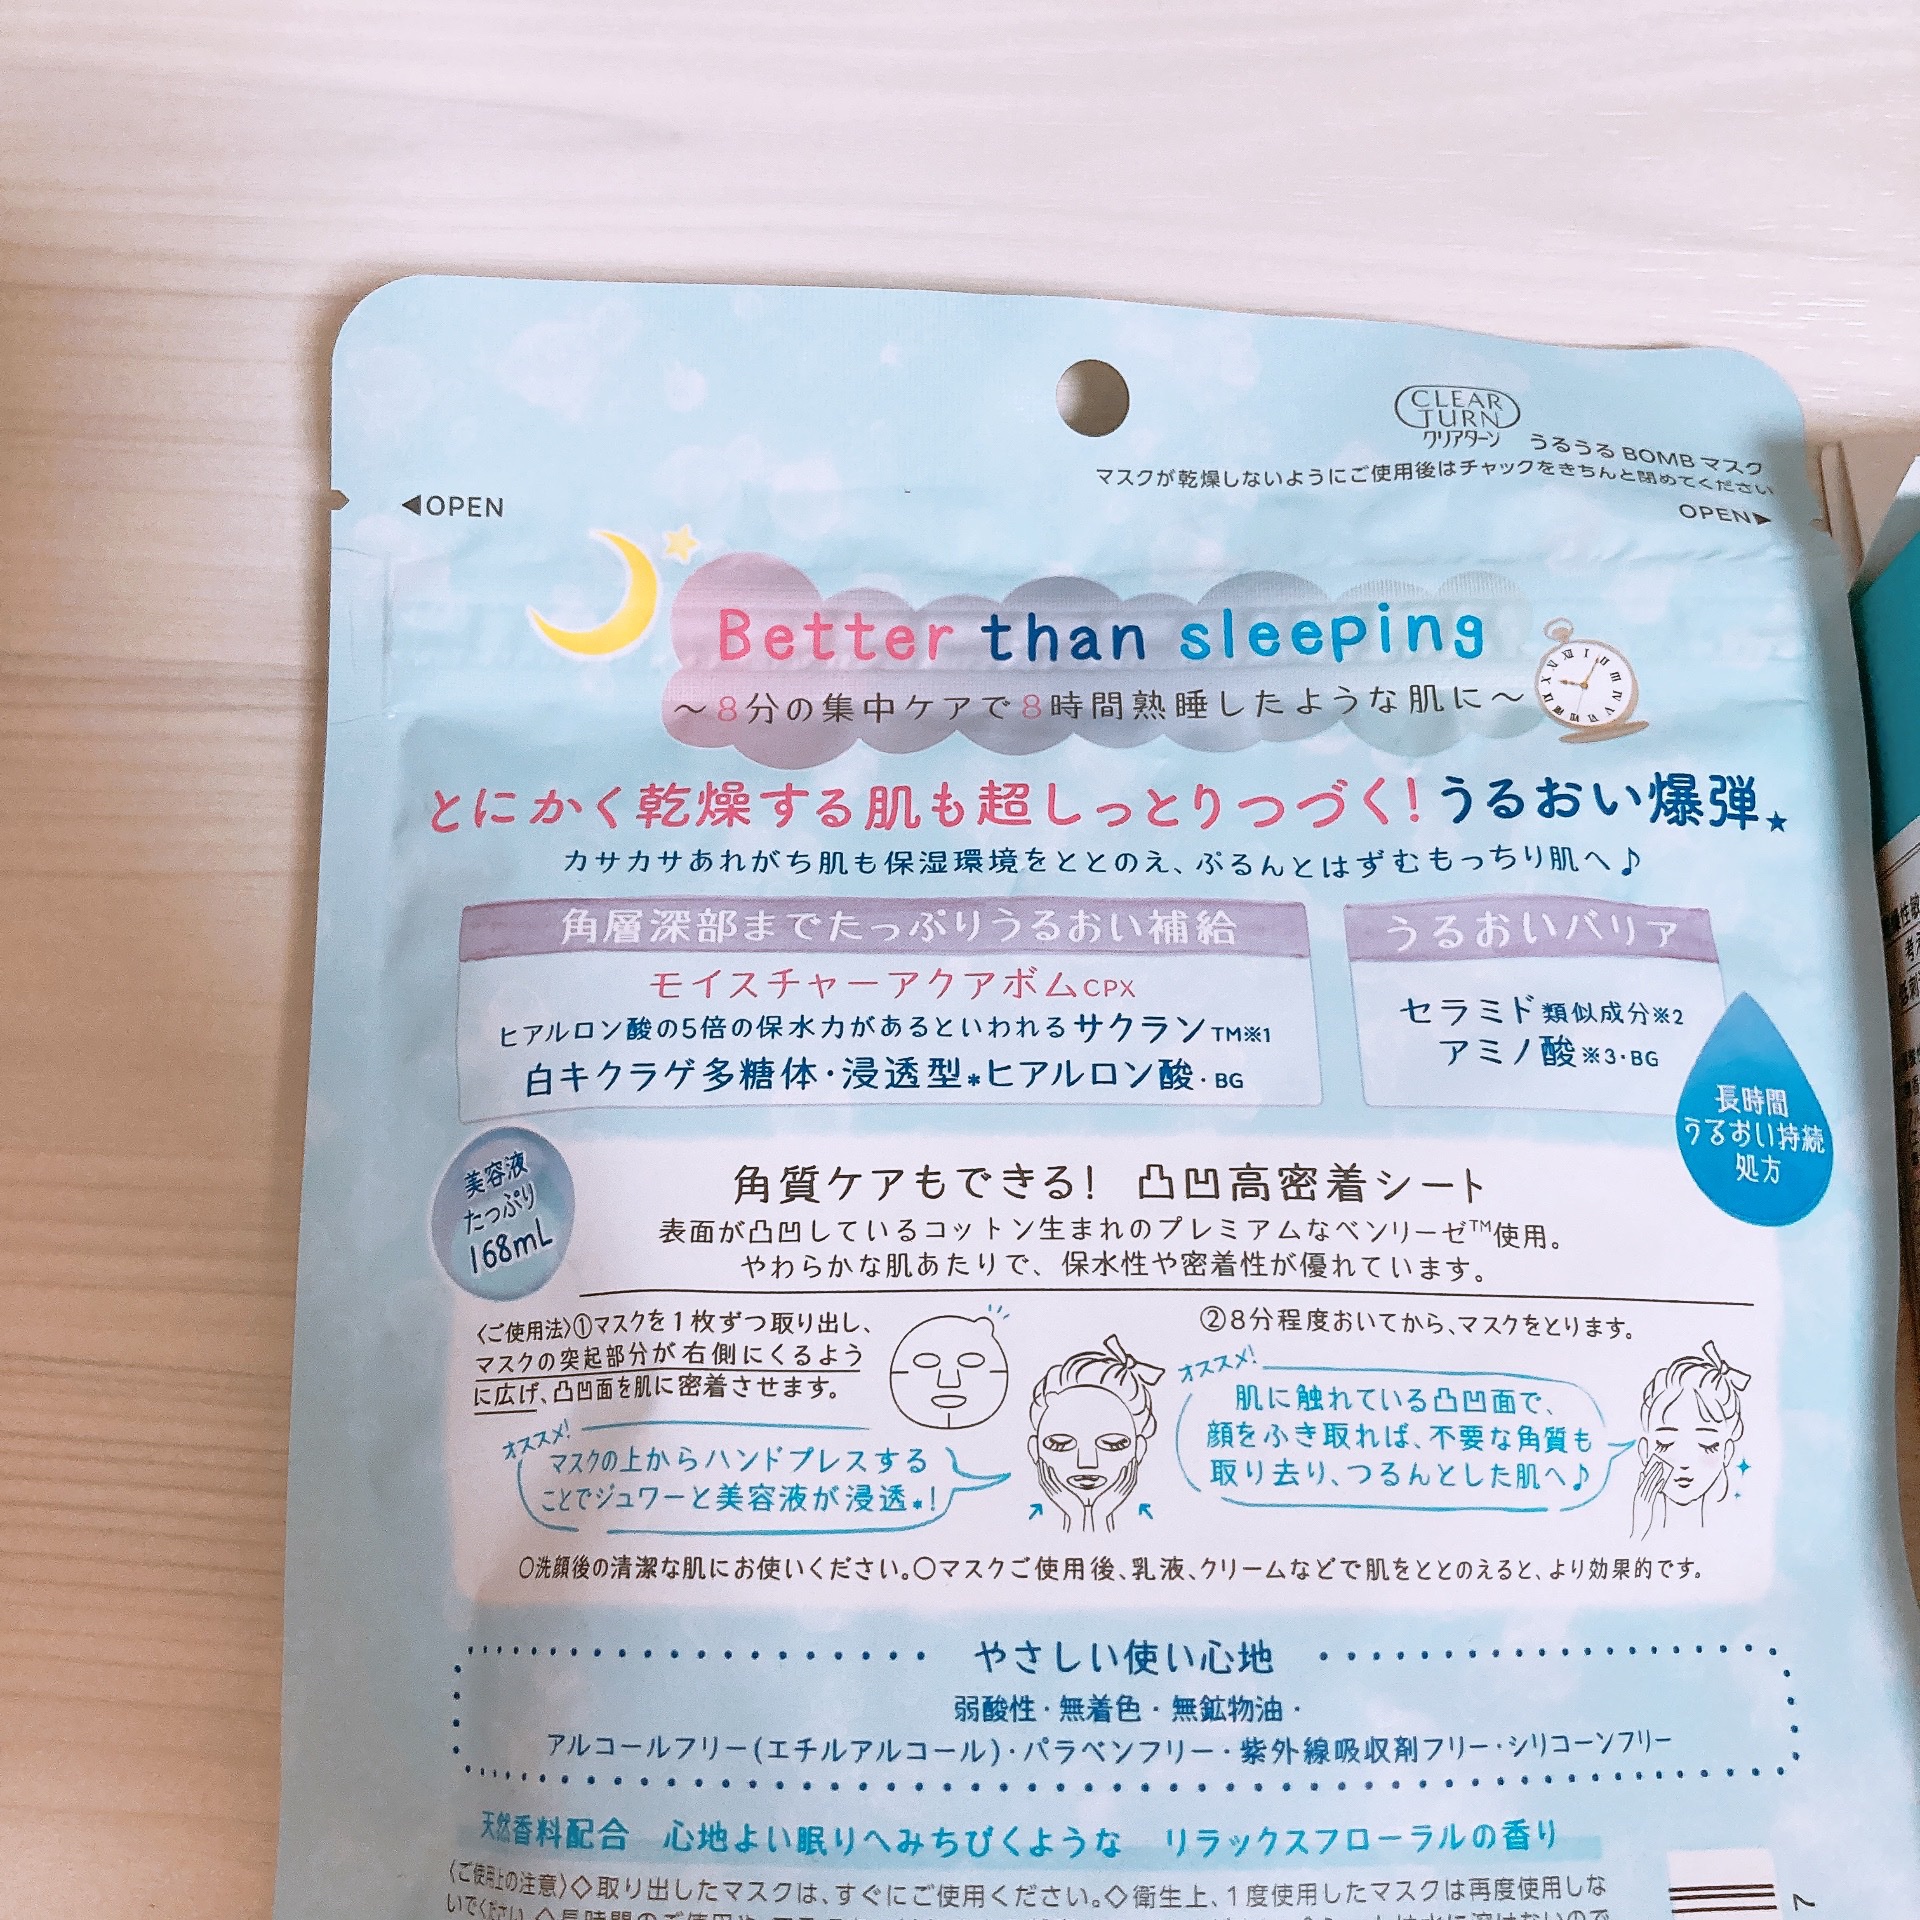 CLEAR
TURN
クリアターン
うるうる BOMB マスク
マスクが乾燥しないようにご使用後はチャックをきちんと閉めてください
◀OPEN
OPEN▶
Better than sleeping
〜8分の集中ケアで8時間熟睡したような肌に〜
とにかく乾燥する肌も超しっとりつづく!うるおい爆弾★
カサカサあれがち肌も保湿環境をととのえ、ぷるんとはずむもっちり肌へ♪
角層深部までたっぷりうるおい補給
モイスチャーアクアボムCPX
ヒアルロン酸の5倍の保水力があるといわれるサクランTM※1
白キクラゲ多糖体・浸透型*ヒアルロン酸・BG
うるおいバリア
セラミド類似成分※2
アミノ酸※3・BG
長時間
うるおい持続
処方
美容液
たっぷり
168mL
角質ケアもできる! 凸凹高密着シート
表面が凸凹しているコットン生まれのプレミアムなベンリーゼ™使用。
やわらかな肌あたりで、保水性や密着性が優れています。
〈ご使用法〉①マスクを1枚ずつ取り出し、
マスクの突起部分が右側にくるよう
に広げ、凸凹面を肌に密着させます。
オススメ!
マスクの上からハンドプレスする
ことでジュワーと美容液が浸透*!
②8分程度おいてから、マスクをとります。
オススメ!
肌に触れている凸凹面で、
顔をふき取れば、不要な角質も
取り去り、つるんとした肌へ♪
○洗顔後の清潔な肌にお使いください。○マスクご使用後、乳液、クリームなどで肌をととのえると、より効果的です。
やさしい使い心地
弱酸性・無着色・無鉱物油・
アルコールフリー(エチルアルコール)・パラベンフリー・紫外線吸収剤フリー・シリコーンフリー
天然香料配合 心地よい眠りへみちびくような リラックスフローラルの香り
〈ご使用上の注意〉◇取り出したマスクは、すぐにご使用ください。◇衛生上、1度使用したマスクは再度使用しな
いでください。